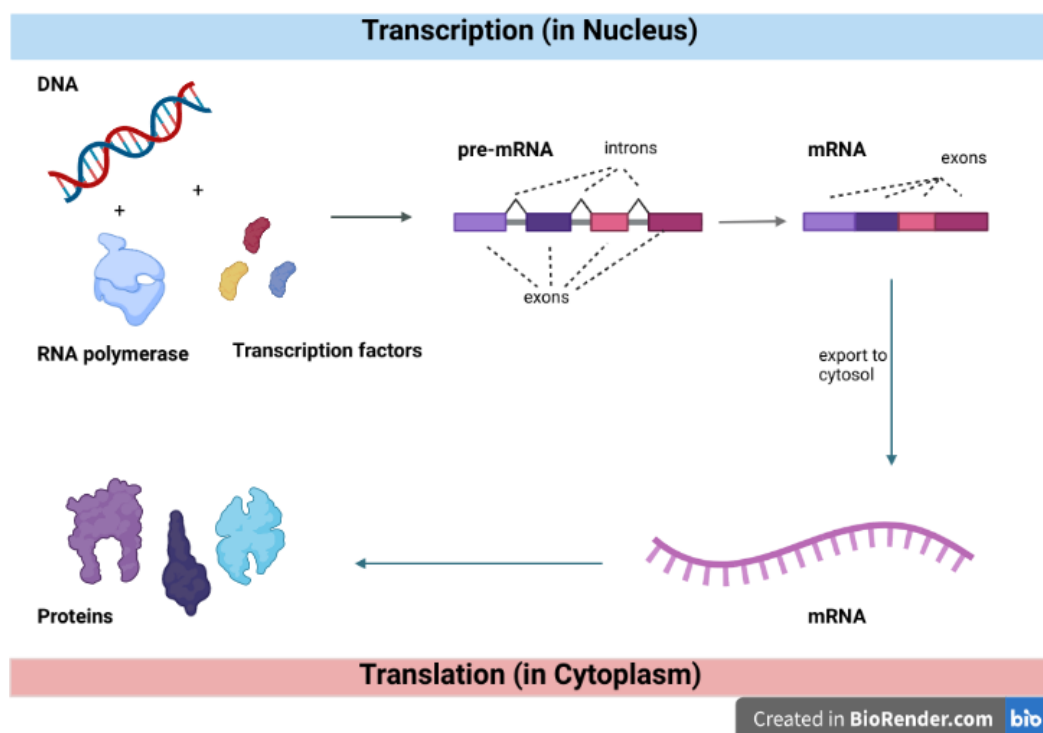 Transcription (in Nucleus)
DNA
pre-mRNA
introns
mRNA
exons
+
+
exons
RNA polymerase
Transcription factors
export to
cytosol
Proteins
mRNA
Translation (in Cytoplasm)
Created in BioRender.com bio